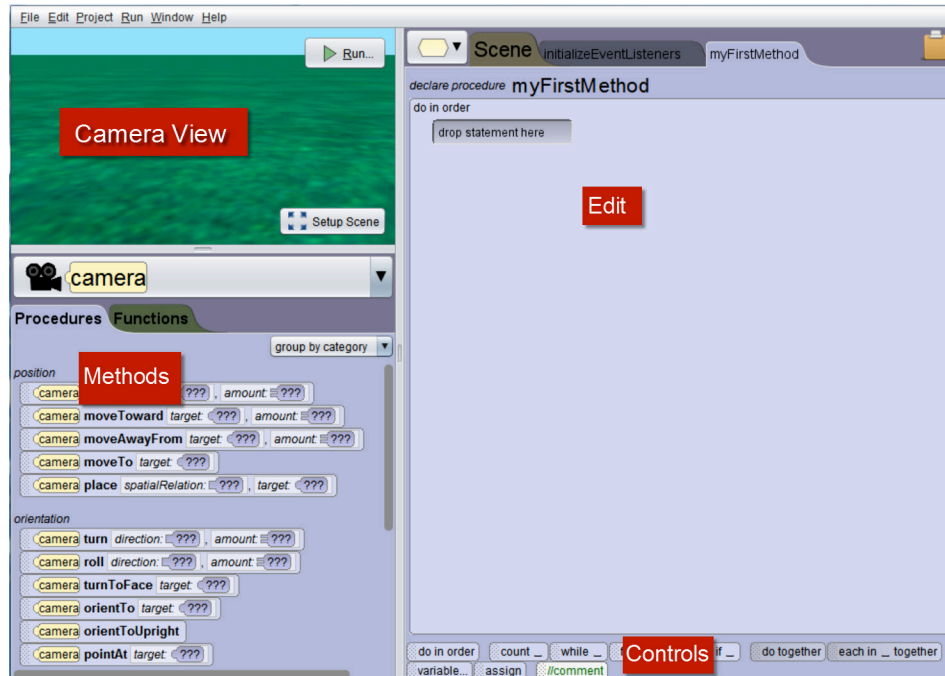 File Edit Project Run Window Help
Run...
Camera View
Setup Scene
camera
Procedures Functions
group by category
position
Methods
camera ??? , amount: ???
camera moveToward target: ??? , amount: ???
camera moveAwayFrom target: ??? , amount: ???
camera moveTo target: ???
camera place spatialRelation: ??? , target: ???
orientation
camera turn direction: ??? , amount: ???
camera roll direction: ??? , amount: ???
camera turnToFace target: ???
camera orientTo target: ???
camera orientToUpright
camera pointAt target: ???
Scene initializeEventListeners myFirstMethod
declare procedure myFirstMethod
do in order
drop statement here
Edit
do in order count _ while _ Controls if _ do together each in _ together
variable... assign //comment